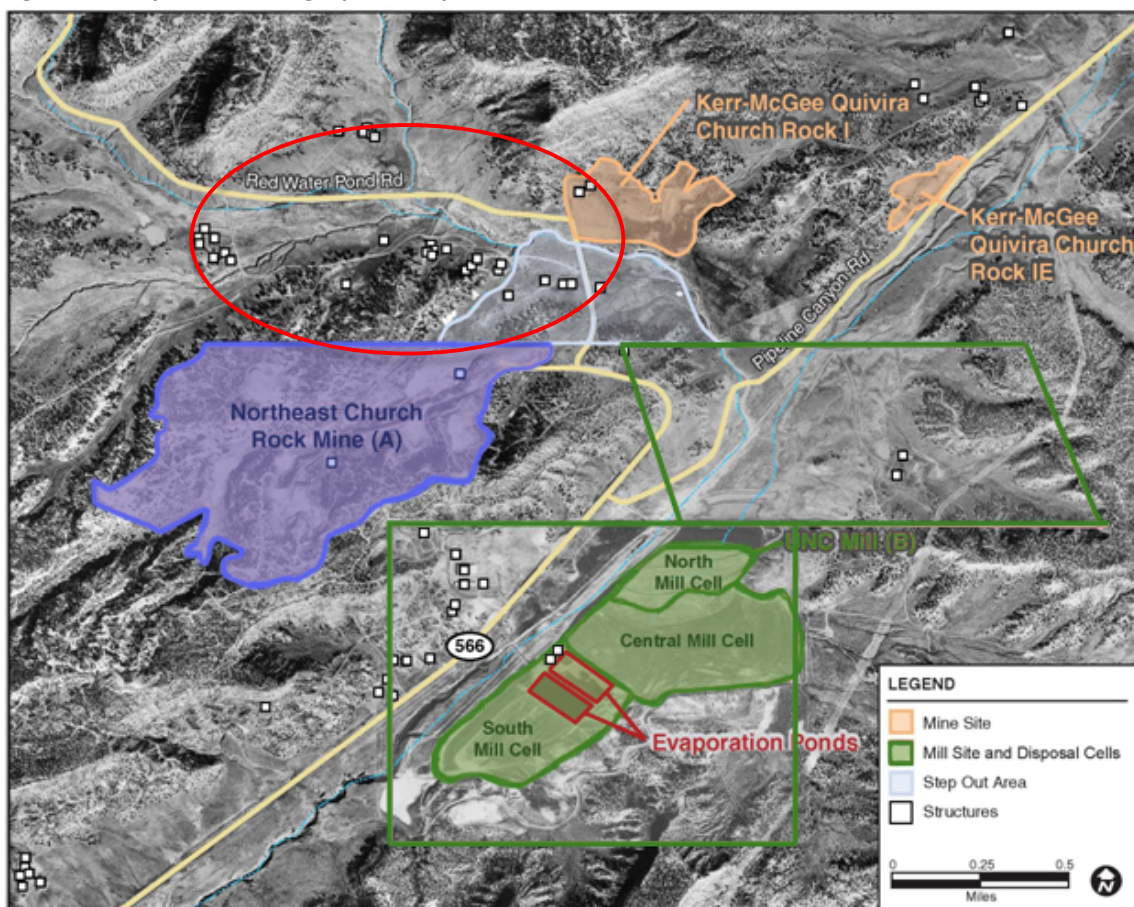 Kerr-McGee Quivira
Church Rock I
Red Water Pond Rd
Kerr-McGee
Quivira Church
Rock IE
Pipeline Canyon Rd
Northeast Church
Rock Mine (A)
UNC Mill (B)
North
Mill Cell
Central Mill Cell
566
South
Mill Cell
Evaporation Ponds
LEGEND
Mine Site
Mill Site and Disposal Cells
Step Out Area
Structures
0 0.25 0.5
Miles
N